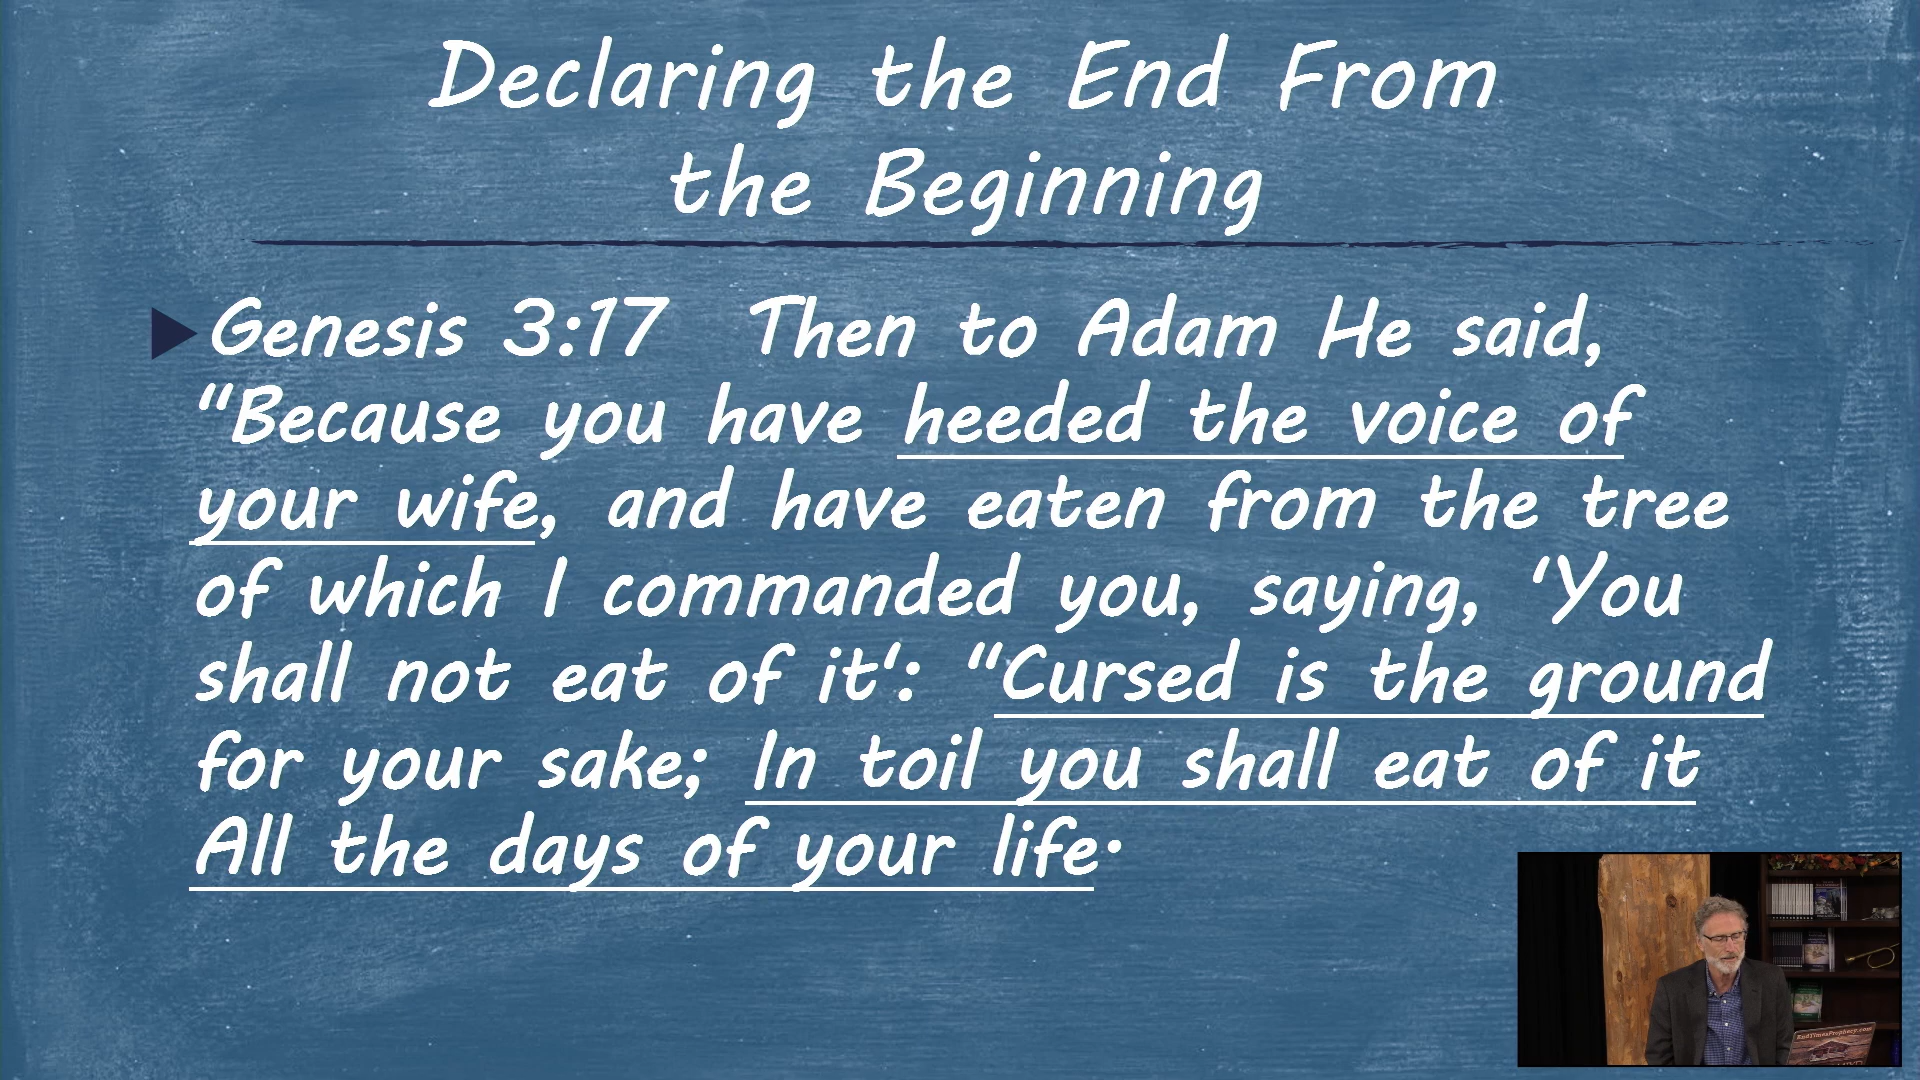 Declaring the End From
the Beginning
Genesis 3:17 Then to Adam He said,
“Because you have heeded the voice of
your wife, and have eaten from the tree
of which I commanded you, saying, ‘You
shall not eat of it‘: “Cursed is the ground
for your sake; In toil you shall eat of it
All the days of your life.
EndTimesProphecy.com